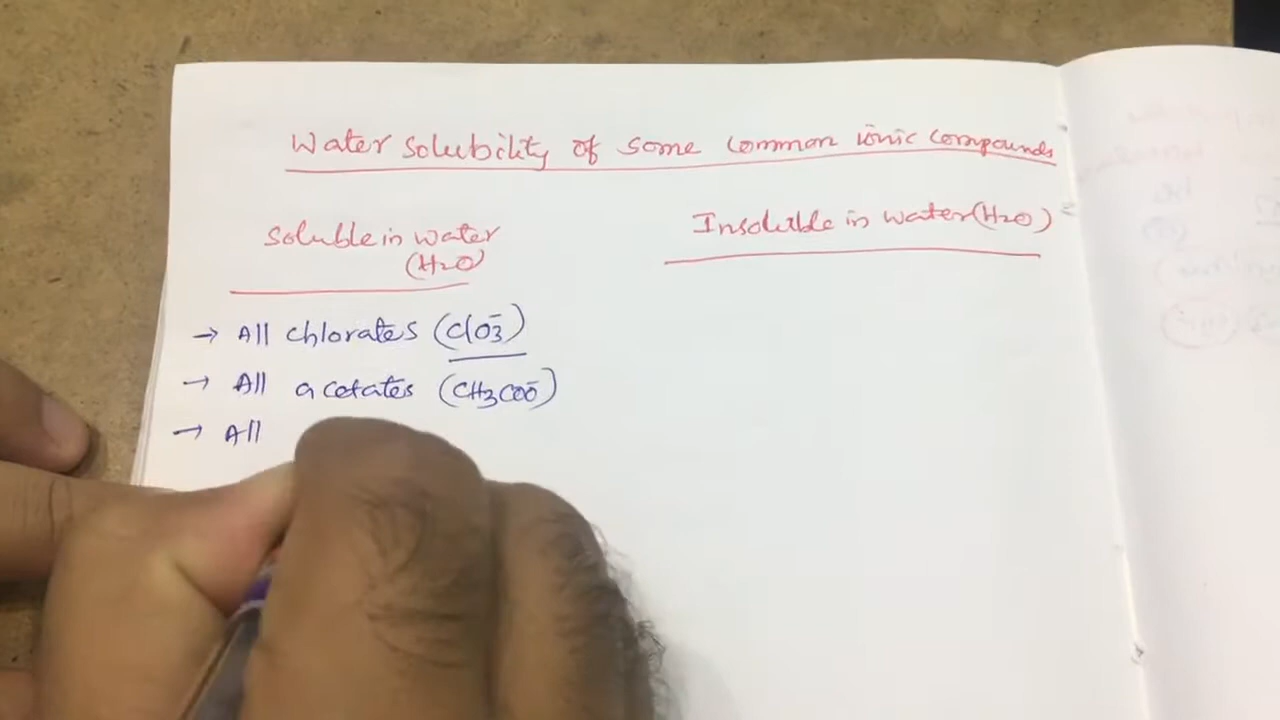 Water solubility of some common ionic compounds
Soluble in water
(H2O)
Insoluble in water (H2O)
→ All chlorates (ClO3⁻)
→ All acetates (CH3COO⁻)
→ All